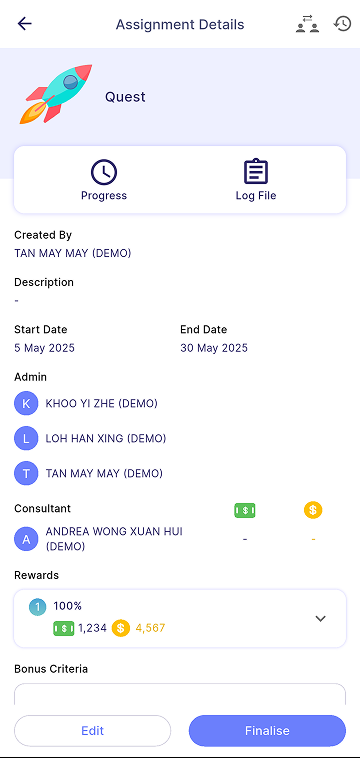 Assignment Details
Quest
Progress
Log File
Created By
TAN MAY MAY (DEMO)
Description
-
Start Date
End Date
5 May 2025
30 May 2025
Admin
K
KHOO YI ZHE (DEMO)
L
LOH HAN XING (DEMO)
T
TAN MAY MAY (DEMO)
Consultant
$
$
A
ANDREA WONG XUAN HUI
(DEMO)
-
-
Rewards
1
100%
$
1,234
$
4,567
Bonus Criteria
Edit
Finalise